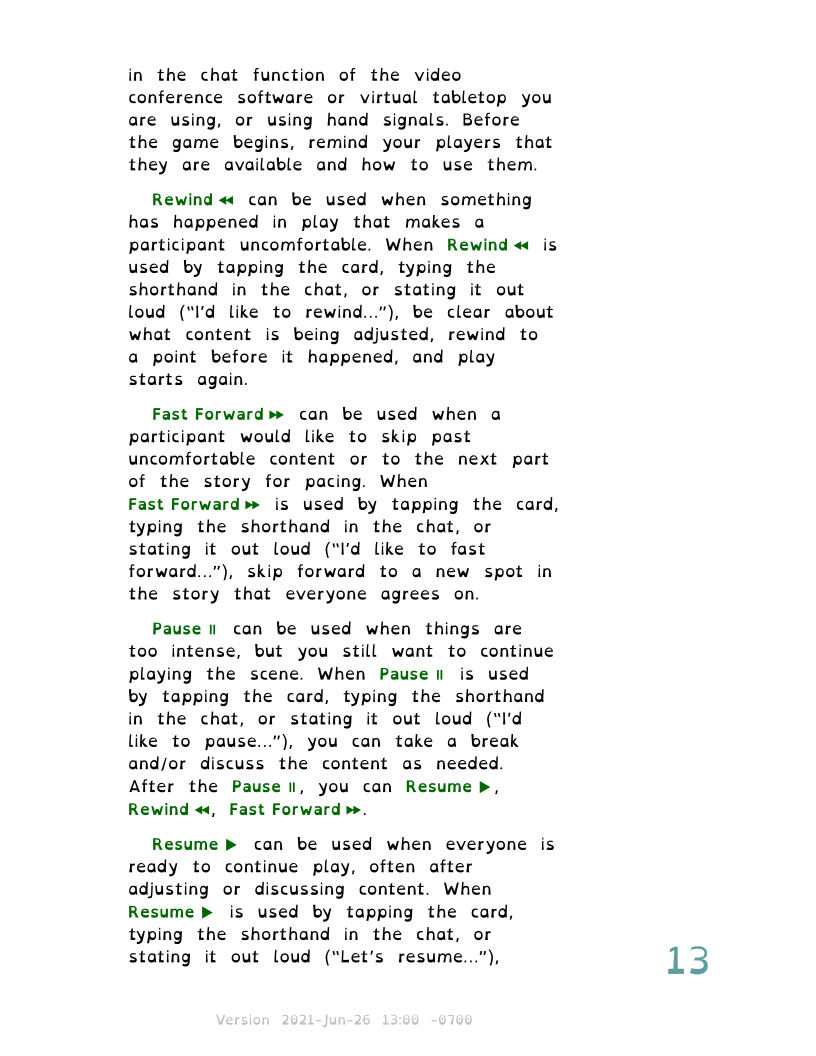 in the chat function of the video
conference software or virtual tabletop you
are using, or using hand signals. Before
the game begins, remind your players that
they are available and how to use them.
Rewind ◂◂ can be used when something
has happened in play that makes a
participant uncomfortable. When Rewind ◂◂ is
used by tapping the card, typing the
shorthand in the chat, or stating it out
loud (“I’d like to rewind...”), be clear about
what content is being adjusted, rewind to
a point before it happened, and play
starts again.
Fast Forward ▸▸ can be used when a
participant would like to skip past
uncomfortable content or to the next part
of the story for pacing. When
Fast Forward ▸▸ is used by tapping the card,
typing the shorthand in the chat, or
stating it out loud (“I’d like to fast
forward...”), skip forward to a new spot in
the story that everyone agrees on.
Pause ॥ can be used when things are
too intense, but you still want to continue
playing the scene. When Pause ॥ is used
by tapping the card, typing the shorthand
in the chat, or stating it out loud (“I’d
like to pause...”), you can take a break
and/or discuss the content as needed.
After the Pause ॥, you can Resume ▶,
Rewind ◂◂, Fast Forward ▸▸.
Resume ▶ can be used when everyone is
ready to continue play, often after
adjusting or discussing content. When
Resume ▶ is used by tapping the card,
typing the shorthand in the chat, or
stating it out loud (“Let’s resume...”),
13
Version 2021-Jun-26 13:00 -0700